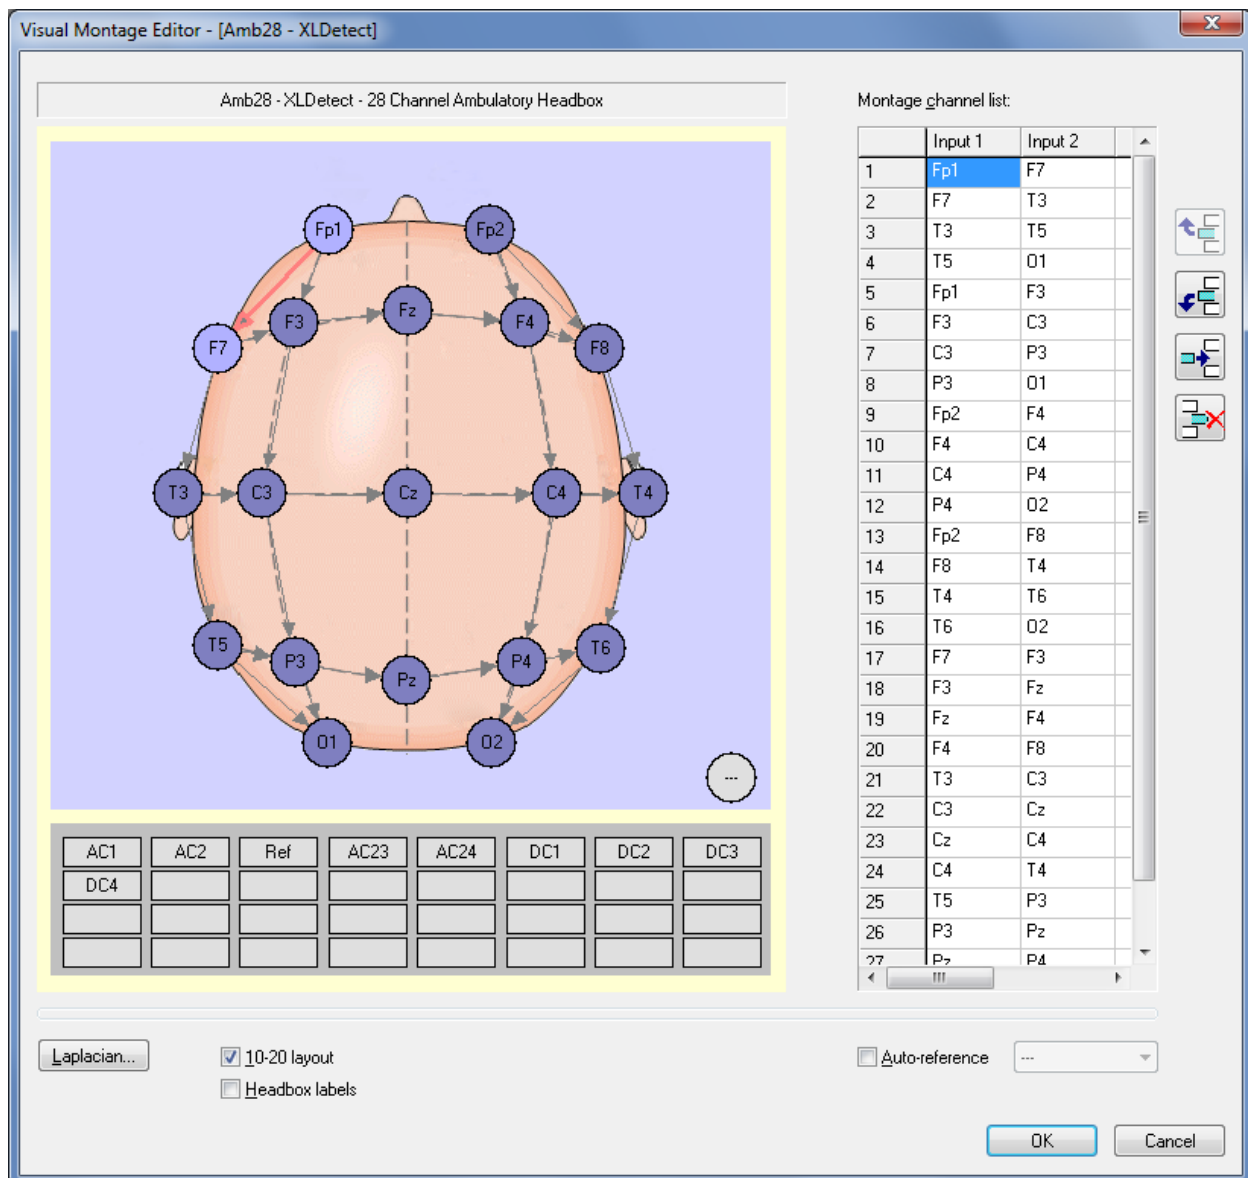 Visual Montage Editor - [Amb28 - XLDetect]
Amb28 - XLDetect - 28 Channel Ambulatory Headbox
Fp1 Fp2
F7 F3 Fz F4 F8
T3 C3 Cz C4 T4
T5 P3 Pz P4 T6
O1 O2
---
AC1 AC2 Ref AC23 AC24 DC1 DC2 DC3
DC4
Montage channel list:
Input 1 Input 2
1 Fp1 F7
2 F7 T3
3 T3 T5
4 T5 O1
5 Fp1 F3
6 F3 C3
7 C3 P3
8 P3 O1
9 Fp2 F4
10 F4 C4
11 C4 P4
12 P4 O2
13 Fp2 F8
14 F8 T4
15 T4 T6
16 T6 O2
17 F7 F3
18 F3 Fz
19 Fz F4
20 F4 F8
21 T3 C3
22 C3 Cz
23 Cz C4
24 C4 T4
25 T5 P3
26 P3 Pz
27 Pz P4
Laplacian...
10-20 layout
Headbox labels
Auto-reference ---
OK Cancel